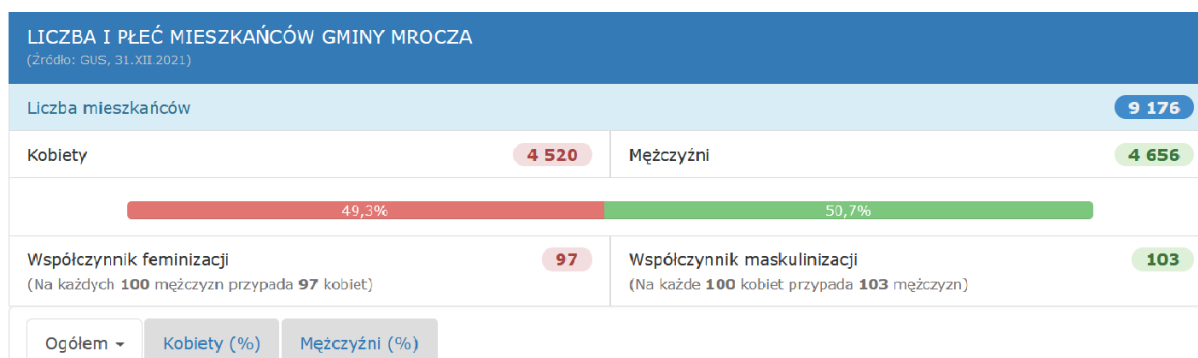 LICZBA I PŁEĆ MIESZKAŃCÓW GMINY MROCZA
(Źródło: GUS, 31.XII.2021)
Liczba mieszkańców 9 176
Kobiety 4 520 Mężczyźni 4 656
49,3% 50,7%
Współczynnik feminizacji 97 Współczynnik maskulinizacji 103
(Na każdych 100 mężczyzn przypada 97 kobiet) (Na każde 100 kobiet przypada 103 mężczyzn)
Ogółem Kobiety (%) Mężczyźni (%)